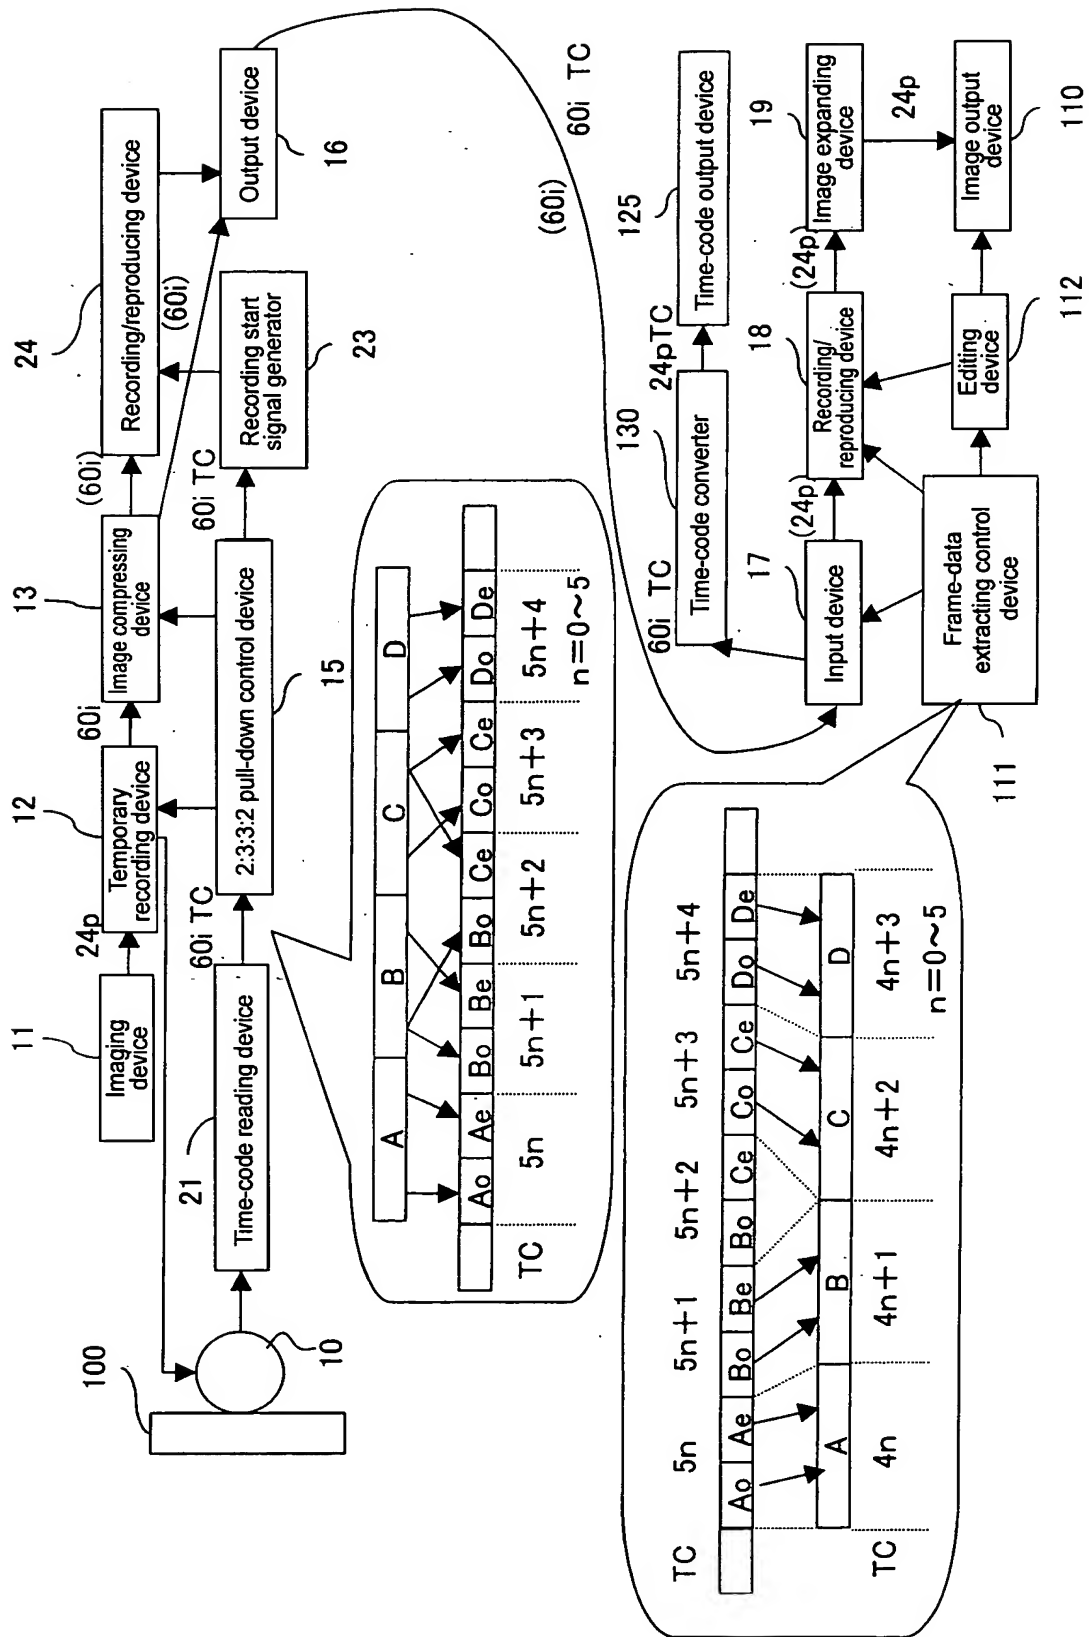 100
10
11
Imaging
device
24p
12
Temporary
recording device
60i
13
Image compressing
device
(60i)
24
Recording/reproducing device
(60i)
Output device
16
21
Time-code reading device
60i TC
2:3:3:2 pull-down control device
15
60i TC
Recording start
signal generator
23
A
B
C
D
Ao
Ae
Bo
Be
Bo
Ce
Co
Ce
Do
De
TC
5n
5n+1
5n+2
5n+3
5n+4
n=0~5
(60i)
60i TC
60i TC
130
Time-code converter
24pTC
125
Time-code output device
17
Input device
(24p)
18
Recording/
reproducing device
(24p)
19
Image expanding
device
24p
Frame-data
extracting control
device
111
Editing
device
112
Image output
device
110
TC
5n
5n+1
5n+2
5n+3
5n+4
Ao
Ae
Bo
Be
Bo
Ce
Co
Ce
Do
De
A
B
C
D
TC
4n
4n+1
4n+2
4n+3
n=0~5